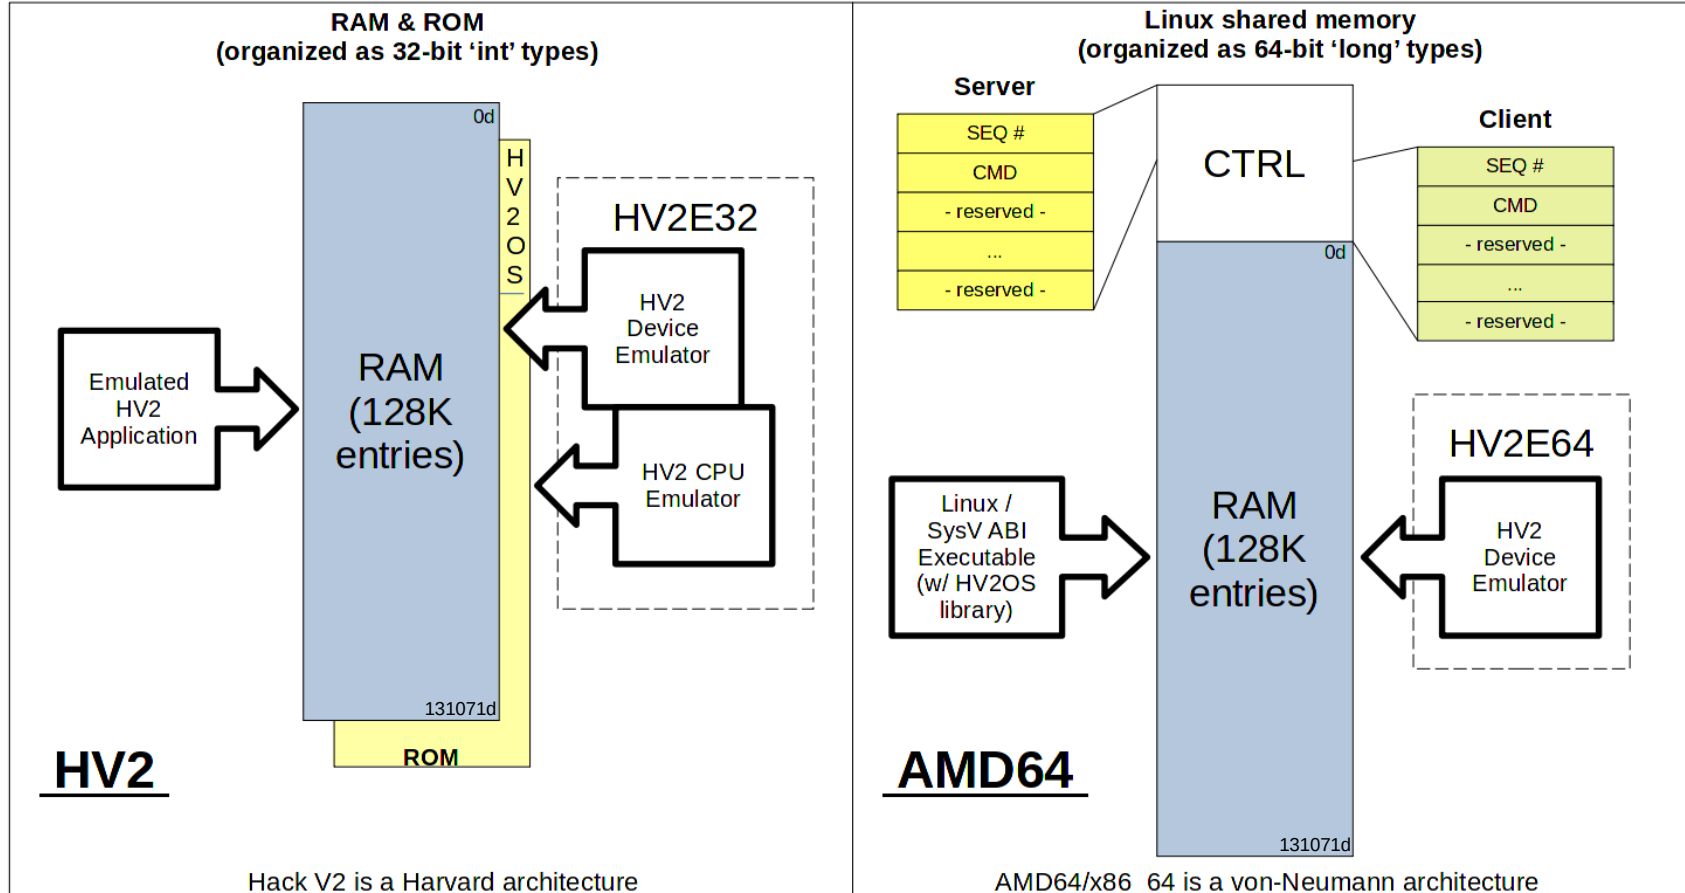 RAM & ROM
(organized as 32-bit ‘int’ types)
0d
H
V
2
O
S
HV2E32
HV2
Device
Emulator
Emulated
HV2
Application
RAM
(128K
entries)
HV2 CPU
Emulator
131071d
ROM
HV2
Hack V2 is a Harvard architecture
Linux shared memory
(organized as 64-bit ‘long’ types)
Server
SEQ #
CMD
- reserved -
...
- reserved -
CTRL
Client
SEQ #
CMD
- reserved -
...
- reserved -
0d
HV2E64
Linux /
SysV ABI
Executable
(w/ HV2OS
library)
RAM
(128K
entries)
HV2
Device
Emulator
131071d
AMD64
AMD64/x86_64 is a von-Neumann architecture